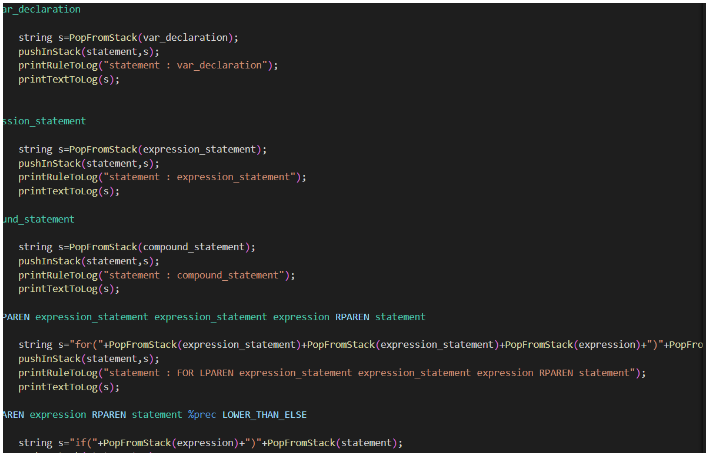 ar_declaration
string s=PopFromStack(var_declaration);
pushInStack(statement,s);
printRuleToLog("statement : var_declaration");
printTextToLog(s);
ssion_statement
string s=PopFromStack(expression_statement);
pushInStack(statement,s);
printRuleToLog("statement : expression_statement");
printTextToLog(s);
und_statement
string s=PopFromStack(compound_statement);
pushInStack(statement,s);
printRuleToLog("statement : compound_statement");
printTextToLog(s);
PAREN expression_statement expression_statement expression RPAREN statement
string s="for("+PopFromStack(expression_statement)+PopFromStack(expression_statement)+PopFromStack(expression)+")"+PopFro
pushInStack(statement,s);
printRuleToLog("statement : FOR LPAREN expression_statement expression_statement expression RPAREN statement");
printTextToLog(s);
AREN expression RPAREN statement %prec LOWER_THAN_ELSE
string s="if("+PopFromStack(expression)+")"+PopFromStack(statement);